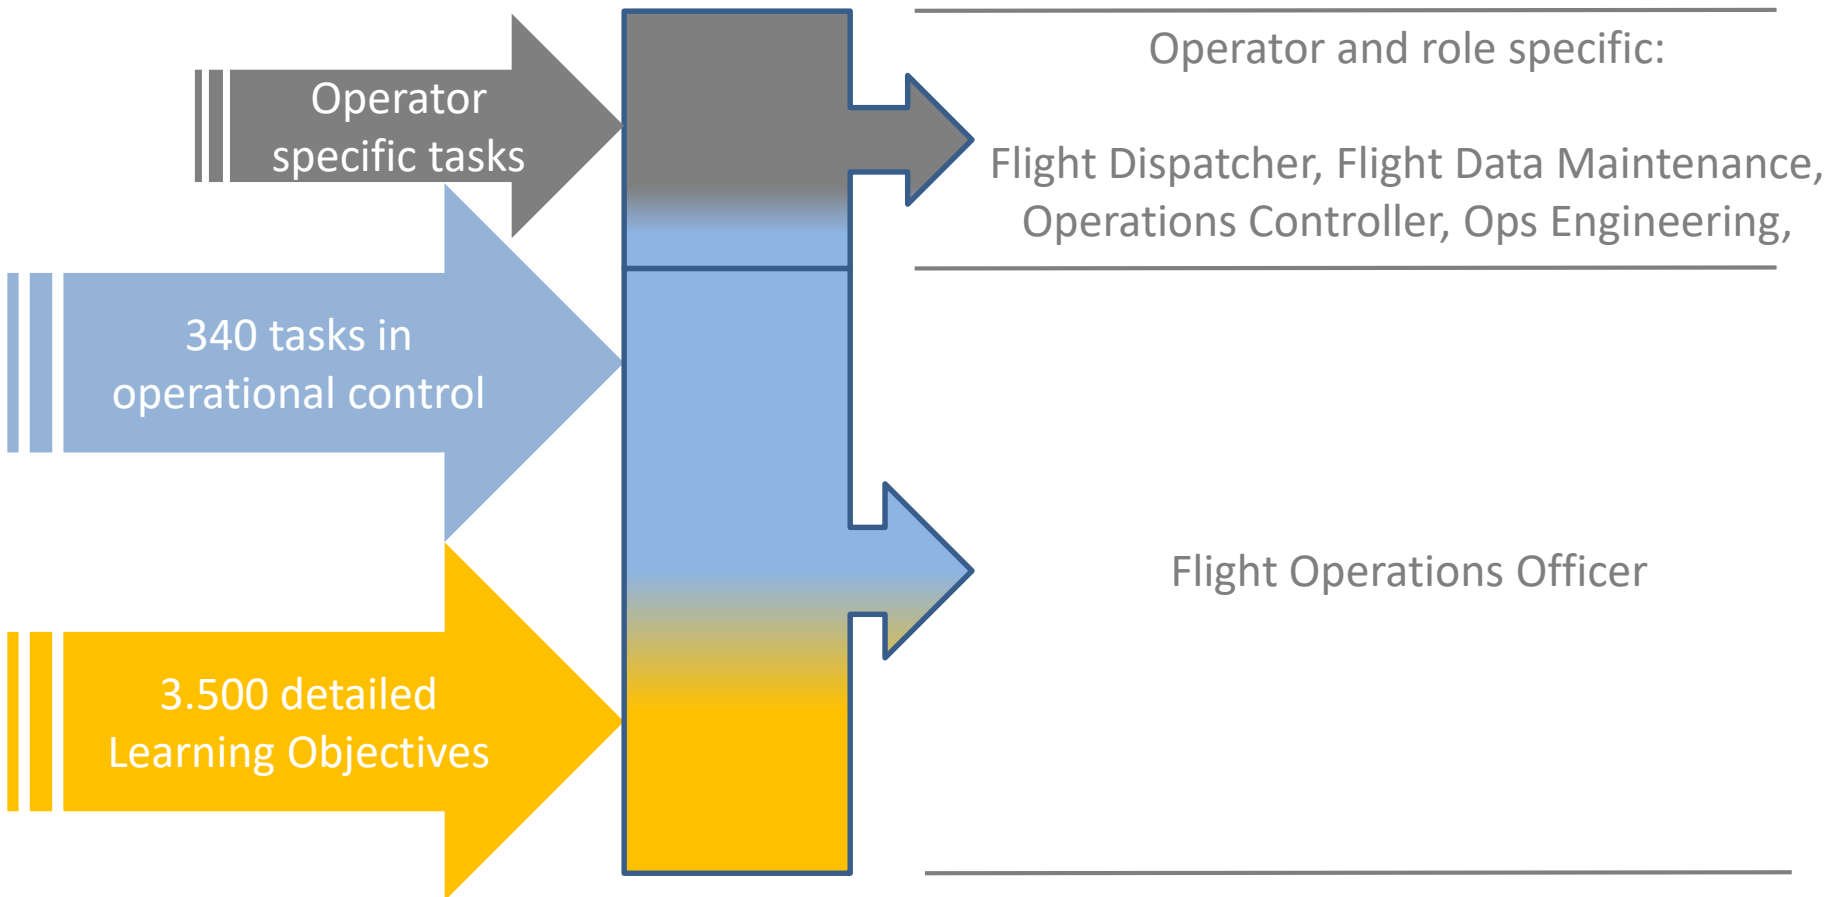 Operator
specific tasks
340 tasks in
operational control
3.500 detailed
Learning Objectives
Operator and role specific:
Flight Dispatcher, Flight Data Maintenance,
Operations Controller, Ops Engineering,
Flight Operations Officer